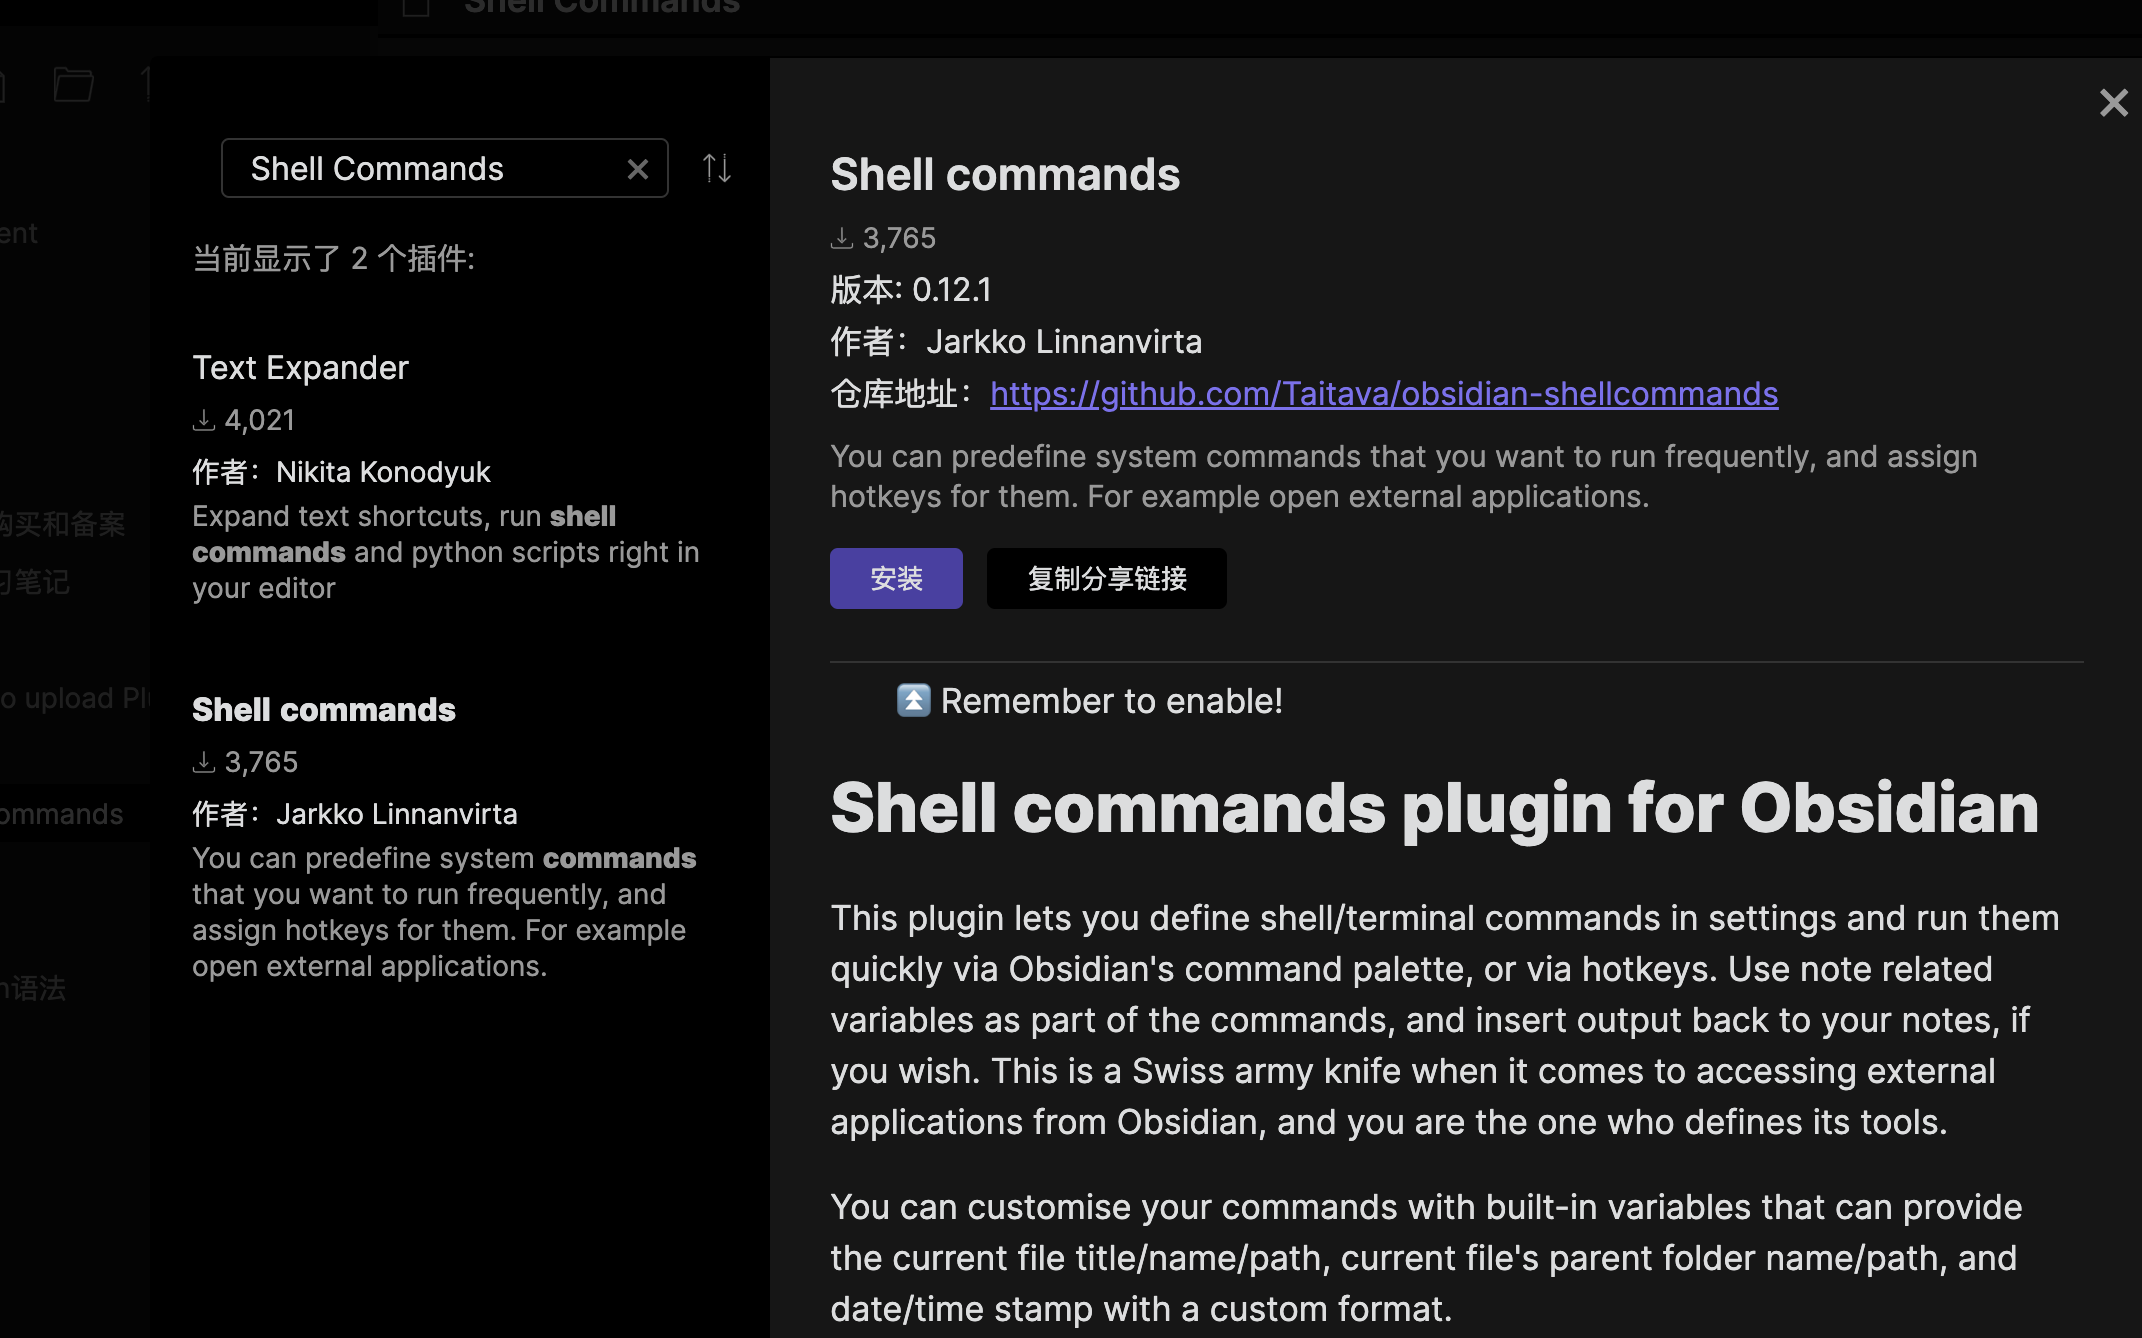 Shell Commands
ent
购买和备案
习笔记
o upload Pl
ommands
n语法
Shell Commands
当前显示了 2 个插件:
Text Expander
4,021
作者：Nikita Konodyuk
Expand text shortcuts, run shell
commands and python scripts right in
your editor
Shell commands
3,765
作者：Jarkko Linnanvirta
You can predefine system commands
that you want to run frequently, and
assign hotkeys for them. For example
open external applications.
Shell commands
3,765
版本: 0.12.1
作者：Jarkko Linnanvirta
仓库地址：https://github.com/Taitava/obsidian-shellcommands
You can predefine system commands that you want to run frequently, and assign
hotkeys for them. For example open external applications.
安装
复制分享链接
⏫ Remember to enable!
Shell commands plugin for Obsidian
This plugin lets you define shell/terminal commands in settings and run them
quickly via Obsidian's command palette, or via hotkeys. Use note related
variables as part of the commands, and insert output back to your notes, if
you wish. This is a Swiss army knife when it comes to accessing external
applications from Obsidian, and you are the one who defines its tools.
You can customise your commands with built-in variables that can provide
the current file title/name/path, current file's parent folder name/path, and
date/time stamp with a custom format.